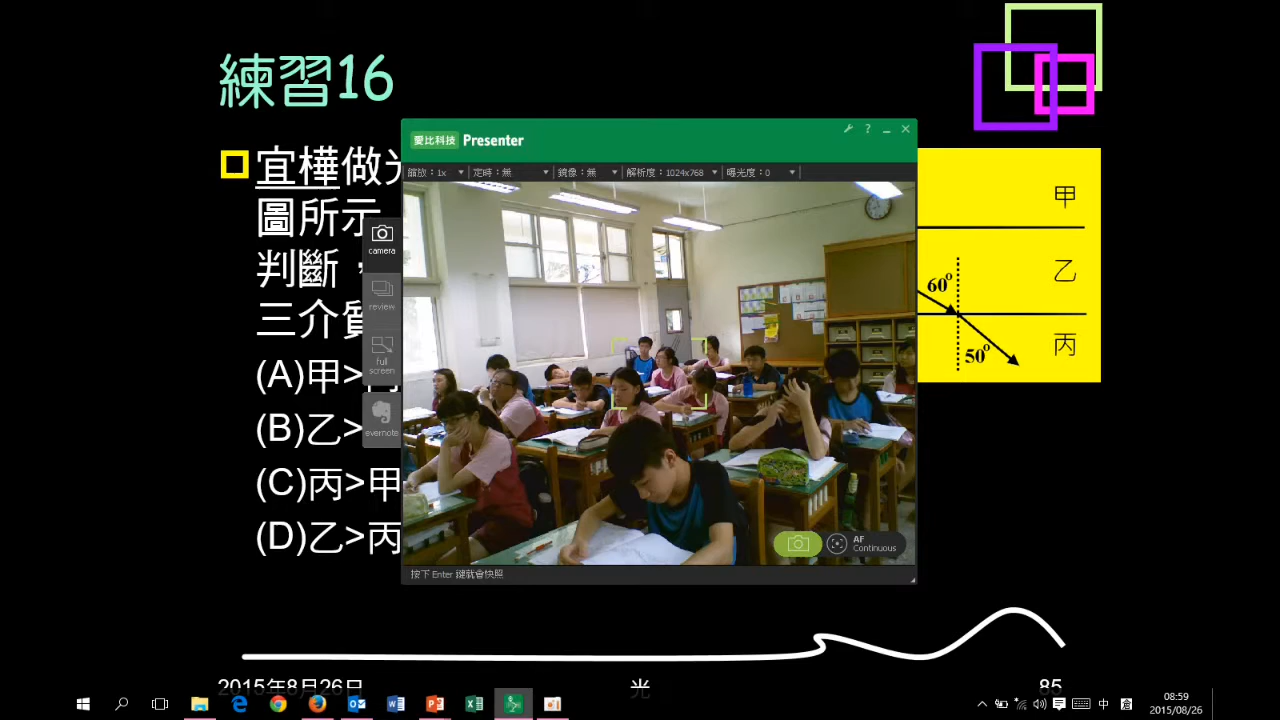 練習16
宜樺做光
圖所示
判斷，
三介質
(A)甲>丙
(B)乙>
(C)丙>甲
(D)乙>丙
甲
乙
丙
60°
50°
愛比科技 Presenter
縮放：1x
定時：無
鏡像：無
解析度：1024x768
曝光度：0
camera
review
full
screen
evernote
AF
Continuous
按下 Enter 鍵就會快照
2015年8月26日
光
85
中
08:59
2015/08/26